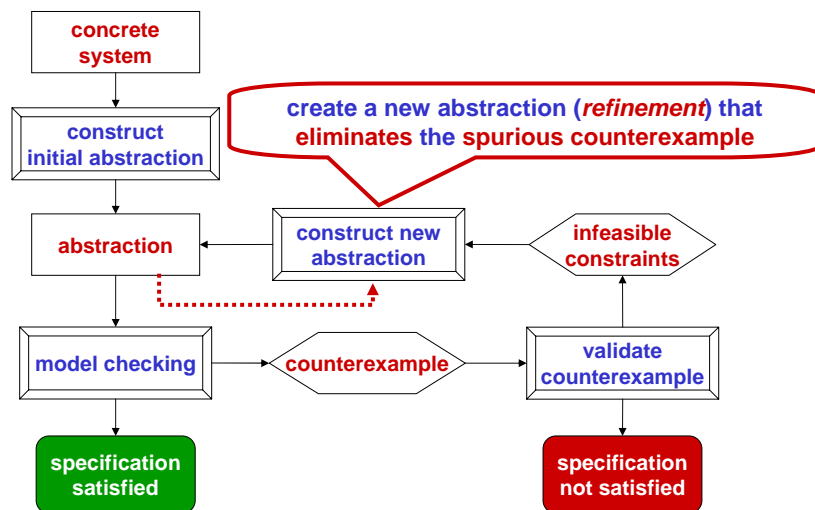 concrete
system
create a new abstraction (refinement) that
eliminates the spurious counterexample
construct
initial abstraction
abstraction
construct new
abstraction
infeasible
constraints
model checking
counterexample
validate
counterexample
specification
satisfied
specification
not satisfied